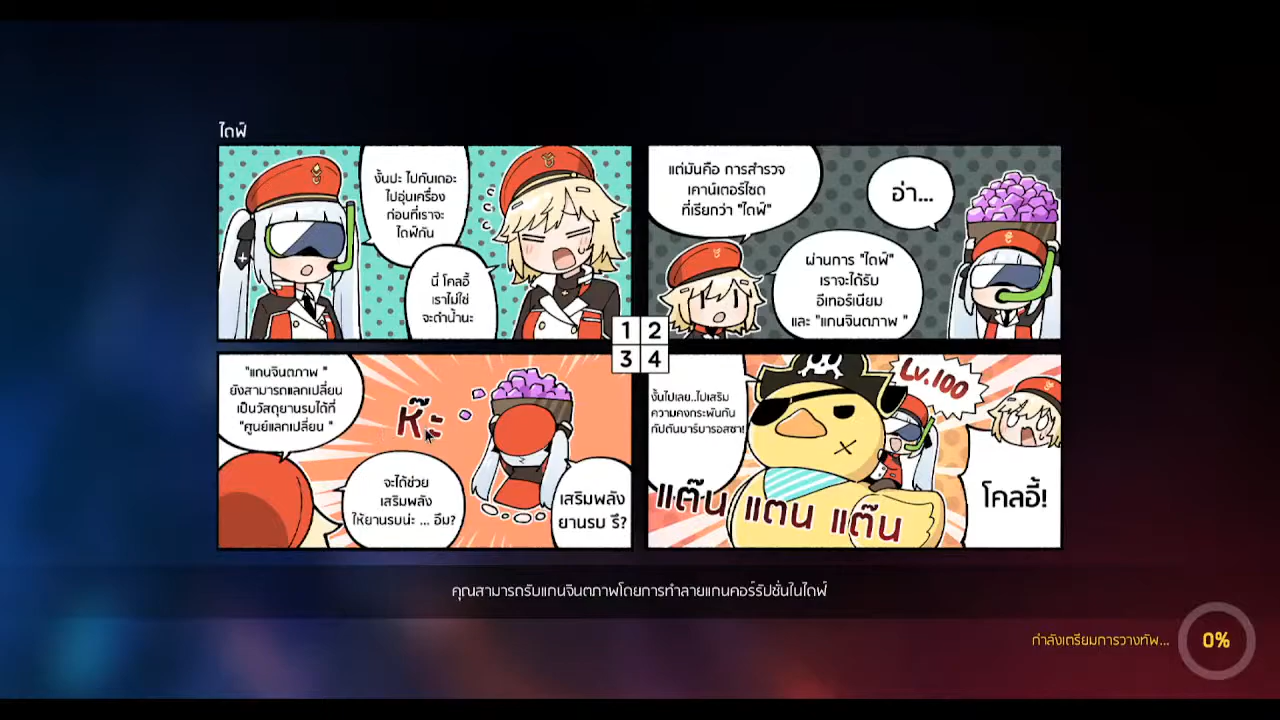 ไดฟ์
งั้นปะ ไปกันเถอะ
ไปอุ่นเครื่อง
ก่อนที่เราจะ
ไดฟ์กัน
นี่ โคลอี้
เราไม่ใช่
จะดำน้ำนะ
แต่มันคือ การสำรวจ
เคาน์เตอร์ไซด
ที่เรียกว่า "ไดฟ์"
อ่า...
ผ่านการ "ไดฟ์"
เราจะได้รับ
อีเทอร์เนียม
และ "แกนจินตภาพ "
1 2
3 4
"แกนจินตภาพ "
ยังสามารถแลกเปลี่ยน
เป็นวัสดุยานรบได้ที่
"ศูนย์แลกเปลี่ยน "
ห๊ะ
จะได้ช่วย
เสริมพลัง
ให้ยานรบน่ะ ... อืม?
เสริมพลัง
ยานรบ รึ?
งั้นไปเลย..ไปเสริม
ความคงกระพันกัน
กัปตันบาร์บารอสซา!
Lv.100
โคลอี้!
แต๊น แตน แต๊น
คุณสามารถรับแกนจินตภาพโดยการทำลายแกนคอร์รัปชั่นในไดฟ์
กำลังเตรียมการวางทัพ...
0%